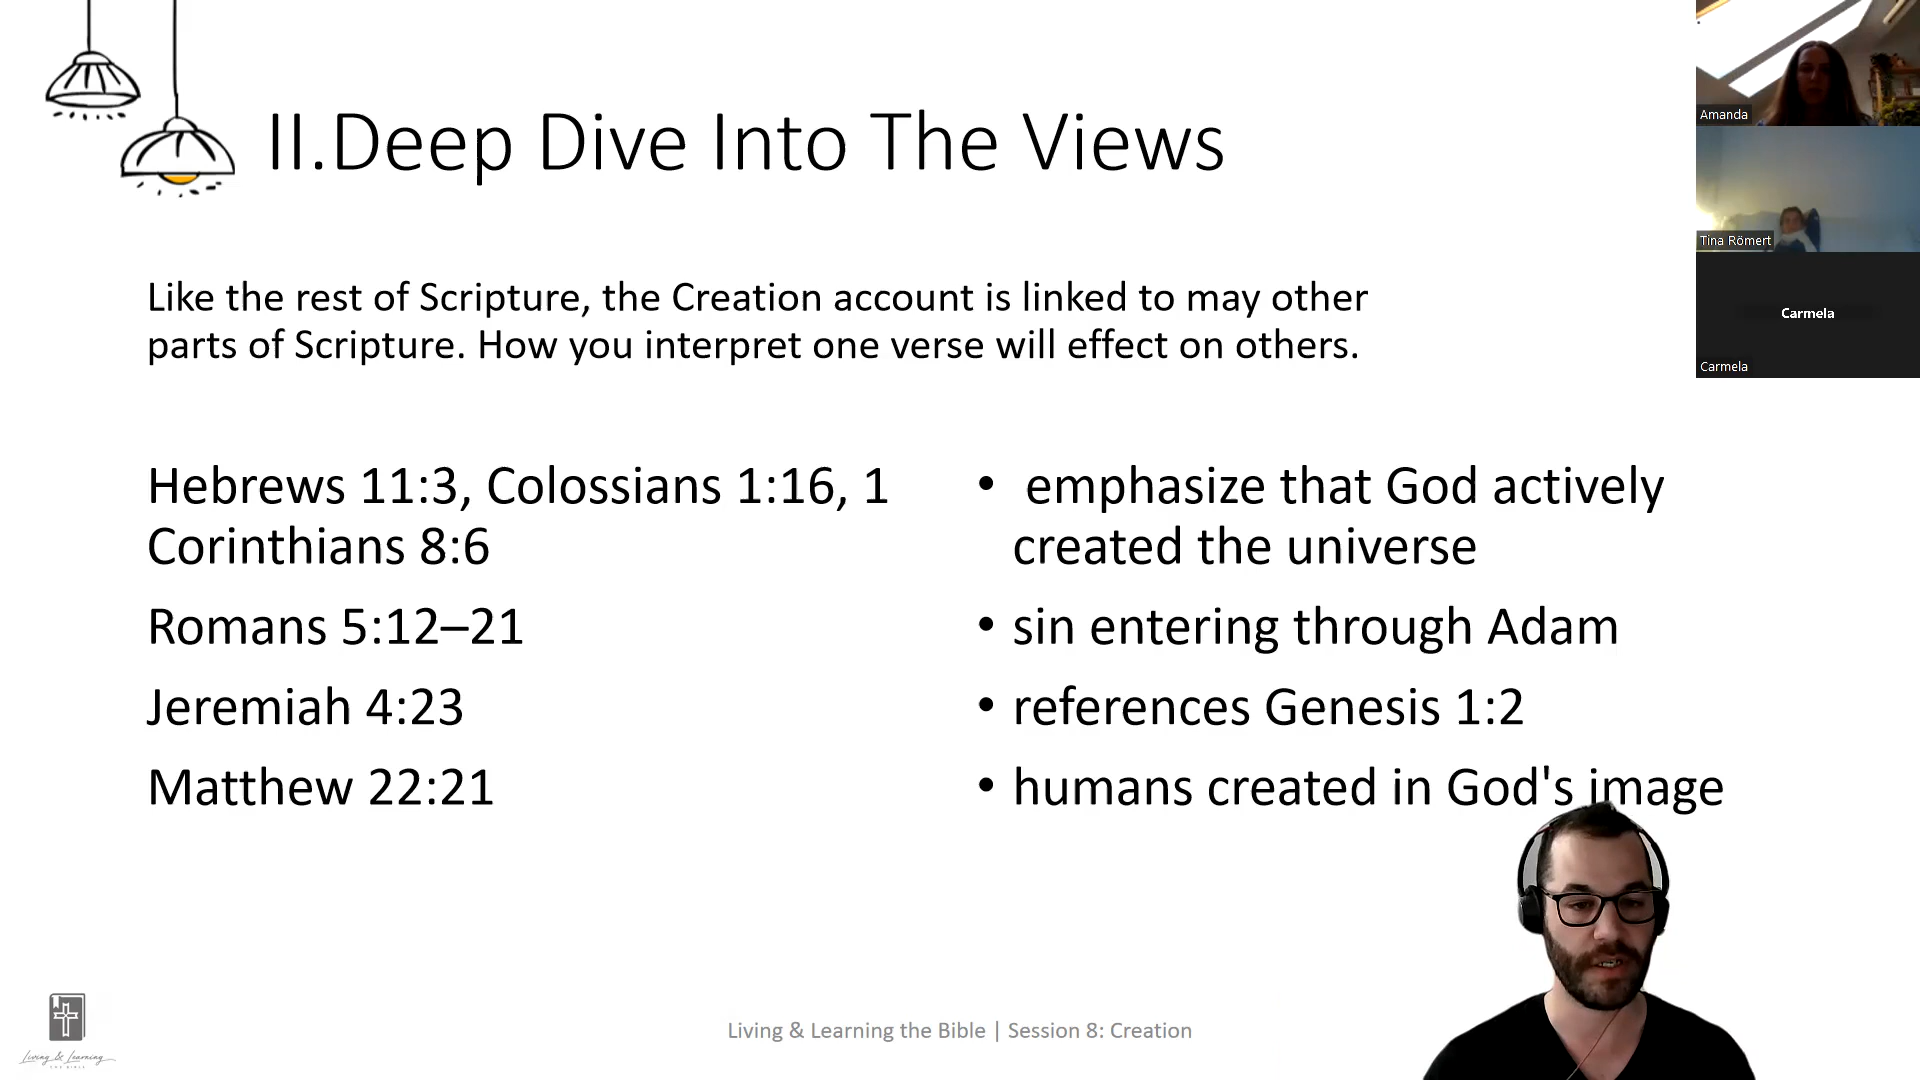 II.Deep Dive Into The Views
Like the rest of Scripture, the Creation account is linked to may other
parts of Scripture. How you interpret one verse will effect on others.
Hebrews 11:3, Colossians 1:16, 1
Corinthians 8:6
Romans 5:12–21
Jeremiah 4:23
Matthew 22:21
• emphasize that God actively
created the universe
• sin entering through Adam
• references Genesis 1:2
• humans created in God's image
Amanda
Tina Römert
Carmela
Carmela
Living & Learning
THE BIBLE
Living & Learning the Bible | Session 8: Creation